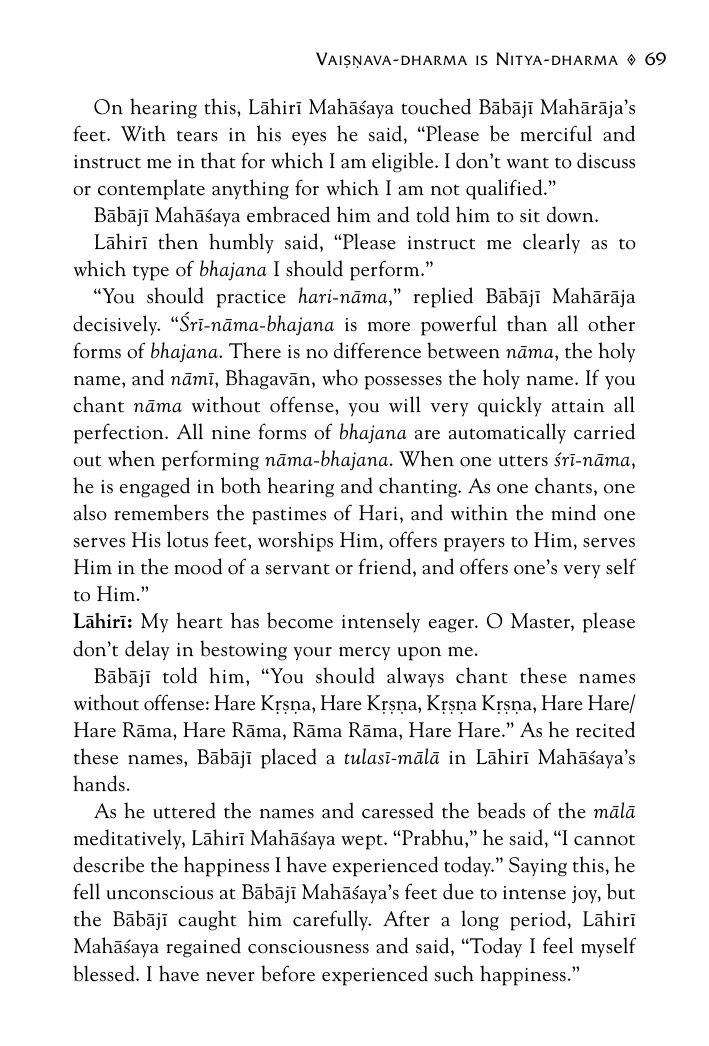 VAIṢṆAVA-DHARMA IS NITYA-DHARMA ◊ 69
On hearing this, Lāhirī Mahāśaya touched Bābājī Mahārāja’s
feet. With tears in his eyes he said, “Please be merciful and
instruct me in that for which I am eligible. I don’t want to discuss
or contemplate anything for which I am not qualified.”
Bābājī Mahāśaya embraced him and told him to sit down.
Lāhirī then humbly said, “Please instruct me clearly as to
which type of bhajana I should perform.”
“You should practice hari-nāma,” replied Bābājī Mahārāja
decisively. “Śrī-nāma-bhajana is more powerful than all other
forms of bhajana. There is no difference between nāma, the holy
name, and nāmī, Bhagavān, who possesses the holy name. If you
chant nāma without offense, you will very quickly attain all
perfection. All nine forms of bhajana are automatically carried
out when performing nāma-bhajana. When one utters śrī-nāma,
he is engaged in both hearing and chanting. As one chants, one
also remembers the pastimes of Hari, and within the mind one
serves His lotus feet, worships Him, offers prayers to Him, serves
Him in the mood of a servant or friend, and offers one’s very self
to Him.”
Lāhirī: My heart has become intensely eager. O Master, please
don’t delay in bestowing your mercy upon me.
Bābājī told him, “You should always chant these names
without offense: Hare Kṛṣṇa, Hare Kṛṣṇa, Kṛṣṇa Kṛṣṇa, Hare Hare/
Hare Rāma, Hare Rāma, Rāma Rāma, Hare Hare.” As he recited
these names, Bābājī placed a tulasī-mālā in Lāhirī Mahāśaya’s
hands.
As he uttered the names and caressed the beads of the mālā
meditatively, Lāhirī Mahāśaya wept. “Prabhu,” he said, “I cannot
describe the happiness I have experienced today.” Saying this, he
fell unconscious at Bābājī Mahāśaya’s feet due to intense joy, but
the Bābājī caught him carefully. After a long period, Lāhirī
Mahāśaya regained consciousness and said, “Today I feel myself
blessed. I have never before experienced such happiness.”